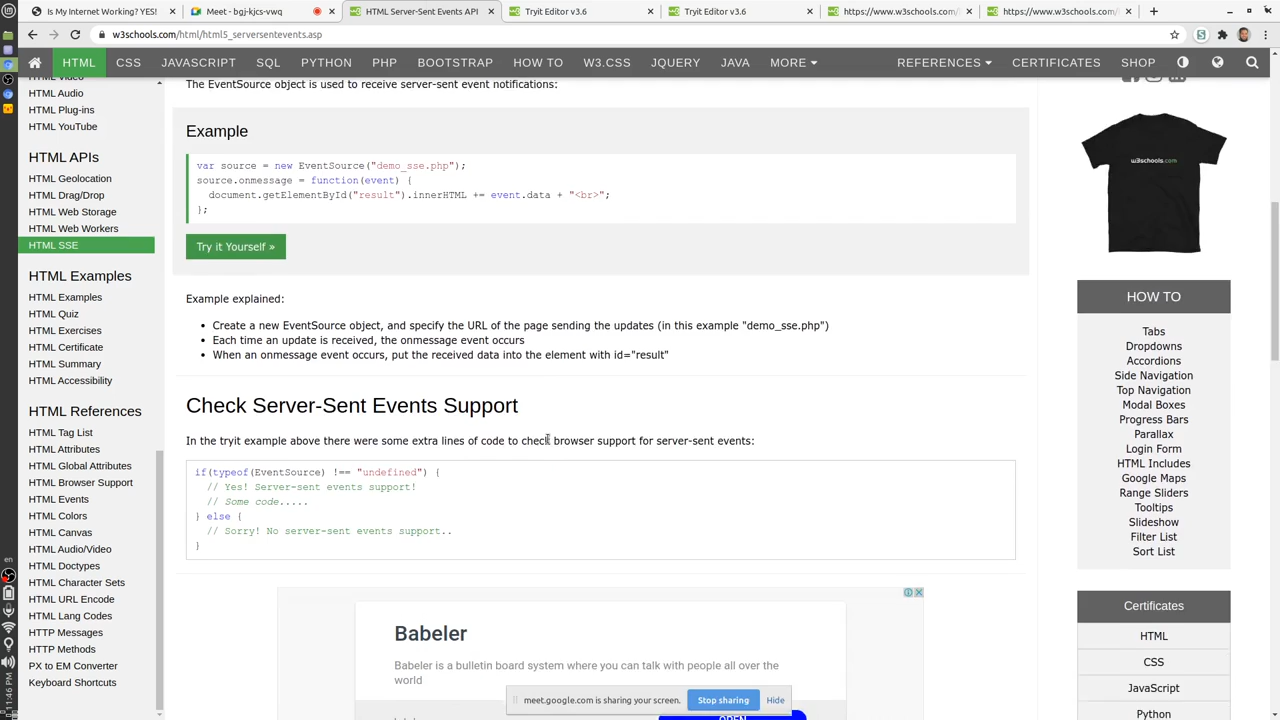 Is My Internet Working? YES!
Meet - bgj-kjcs-vwq
HTML Server-Sent Events API
Tryit Editor v3.6
Tryit Editor v3.6
https://www.w3schools.com/h
https://www.w3schools.com/h
w3schools.com/html/html5_serversentevents.asp
HTML CSS JAVASCRIPT SQL PYTHON PHP BOOTSTRAP HOW TO W3.CSS JQUERY JAVA MORE REFERENCES CERTIFICATES SHOP
HTML Video
HTML Audio
HTML Plug-ins
HTML YouTube
HTML APIs
HTML Geolocation
HTML Drag/Drop
HTML Web Storage
HTML Web Workers
HTML SSE
HTML Examples
HTML Examples
HTML Quiz
HTML Exercises
HTML Certificate
HTML Summary
HTML Accessibility
HTML References
HTML Tag List
HTML Attributes
HTML Global Attributes
HTML Browser Support
HTML Events
HTML Colors
HTML Canvas
HTML Audio/Video
HTML Doctypes
HTML Character Sets
HTML URL Encode
HTML Lang Codes
HTTP Messages
HTTP Methods
PX to EM Converter
Keyboard Shortcuts
The EventSource object is used to receive server-sent event notifications:
Example
var source = new EventSource("demo_sse.php");
source.onmessage = function(event) {
  document.getElementById("result").innerHTML += event.data + "<br>";
};
Try it Yourself »
Example explained:
• Create a new EventSource object, and specify the URL of the page sending the updates (in this example "demo_sse.php")
• Each time an update is received, the onmessage event occurs
• When an onmessage event occurs, put the received data into the element with id="result"
Check Server-Sent Events Support
In the tryit example above there were some extra lines of code to check browser support for server-sent events:
if(typeof(EventSource) !== "undefined") {
  // Yes! Server-sent events support!
  // Some code.....
} else {
  // Sorry! No server-sent events support..
}
Babeler
Babeler is a bulletin board system where you can talk with people all over the
world
OPEN
meet.google.com is sharing your screen.
Stop sharing
Hide
w3schools.com
HOW TO
Tabs
Dropdowns
Accordions
Side Navigation
Top Navigation
Modal Boxes
Progress Bars
Parallax
Login Form
HTML Includes
Google Maps
Range Sliders
Tooltips
Slideshow
Filter List
Sort List
Certificates
HTML
CSS
JavaScript
Python
en
11:46 PM